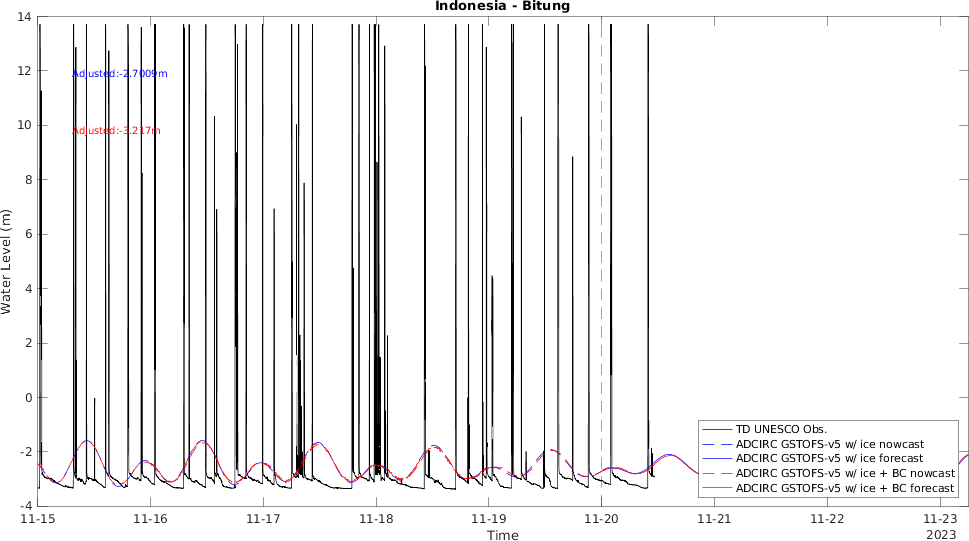 Indonesia - Bitung
14
12
10
8
6
4
2
0
-2
-4
Water Level (m)
Adjusted:-2.7009m
Adjusted:-3.217m
TD UNESCO Obs.
ADCIRC GSTOFS-v5 w/ ice nowcast
ADCIRC GSTOFS-v5 w/ ice forecast
ADCIRC GSTOFS-v5 w/ ice + BC nowcast
ADCIRC GSTOFS-v5 w/ ice + BC forecast
11-15 11-16 11-17 11-18 11-19 11-20 11-21 11-22 11-23
Time 2023